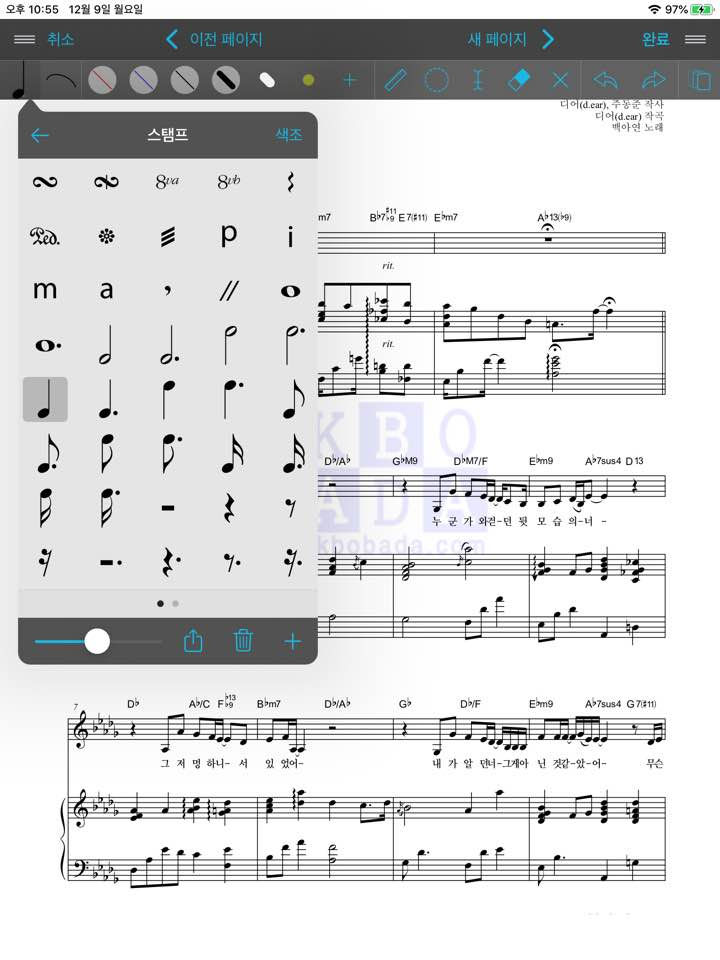 오후 10:55 12월 9일 월요일 97%
취소 이전 페이지 새 페이지 완료
디어(d.ear), 주동준 작사
디어(d.ear) 작곡
백아연 노래
스탬프 색조
8va 8vb
Ped. p i
m a
m7 B♭7♯11♭9 E7(♯11) E♭m7 A♭13(♭9)
rit.
rit.
KBO
ADA
kbobada.com
D♭/A♭ G♭M9 D♭M7/F E♭m9 A♭7sus4 D13
누 군 가 와걷-던 뒷 모 습 의-너-
7 D♭ A♭/C F♭13♭9 B♭m7 D♭/A♭ G♭ D♭/F E♭m9 A♭7sus4 G7(♯11)
그 저 멍 하니- 서 있 었어- 내 가 알 던너-그게아 닌 것같-았-어- 무슨